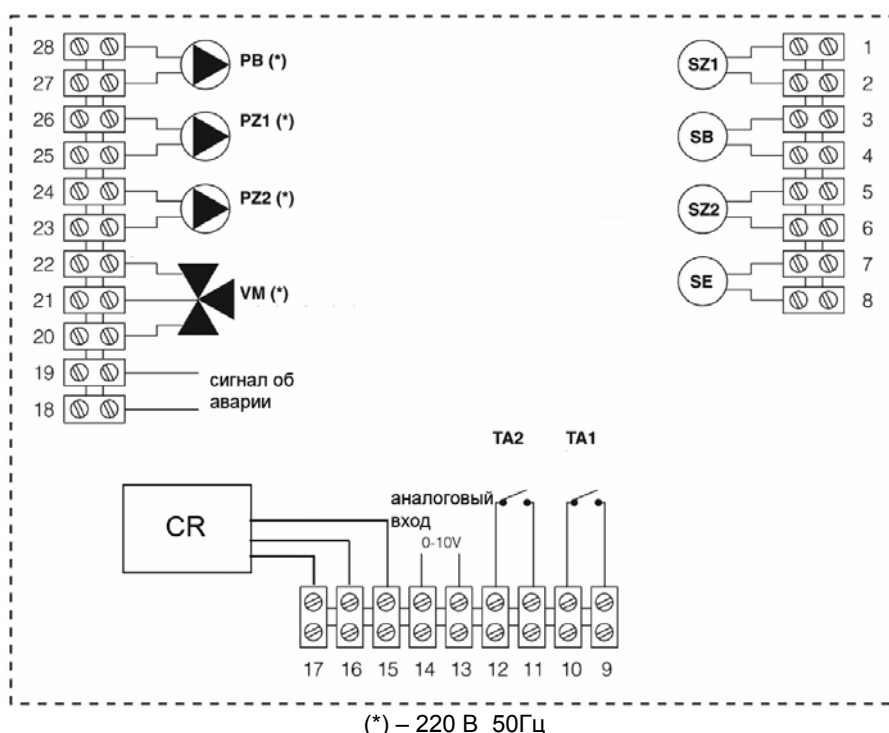 28
PB (*)
27
26
PZ1 (*)
25
24
PZ2 (*)
23
22
21
VM (*)
20
19
сигнал об
аварии
18
SZ1
1
2
SB
3
4
SZ2
5
6
SE
7
8
TA2 TA1
CR
аналоговый
вход
0-10V
17 16 15 14 13 12 11 10 9
(*) – 220 В 50Гц